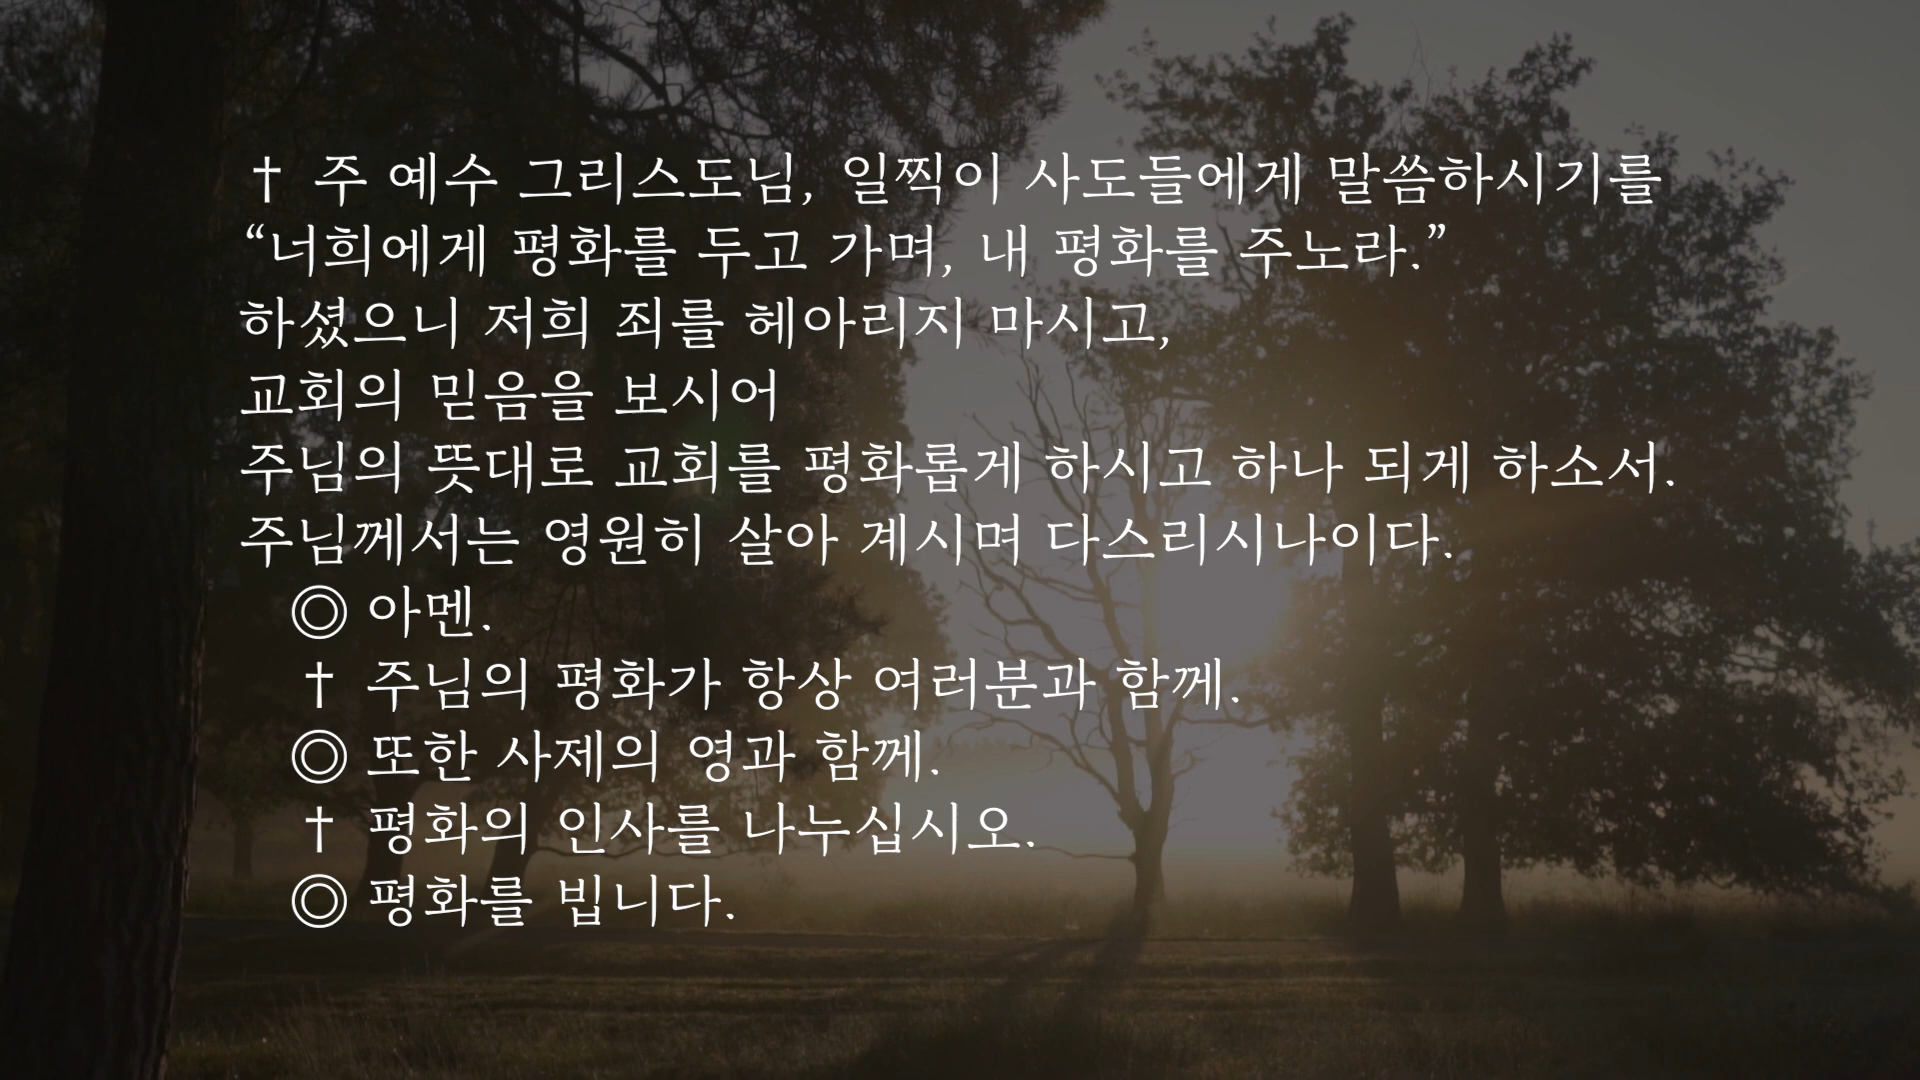 † 주 예수 그리스도님, 일찍이 사도들에게 말씀하시기를
“너희에게 평화를 두고 가며, 내 평화를 주노라.”
하셨으니 저희 죄를 헤아리지 마시고,
교회의 믿음을 보시어
주님의 뜻대로 교회를 평화롭게 하시고 하나 되게 하소서.
주님께서는 영원히 살아 계시며 다스리시나이다.
◎ 아멘.
† 주님의 평화가 항상 여러분과 함께.
◎ 또한 사제의 영과 함께.
† 평화의 인사를 나누십시오.
◎ 평화를 빕니다.